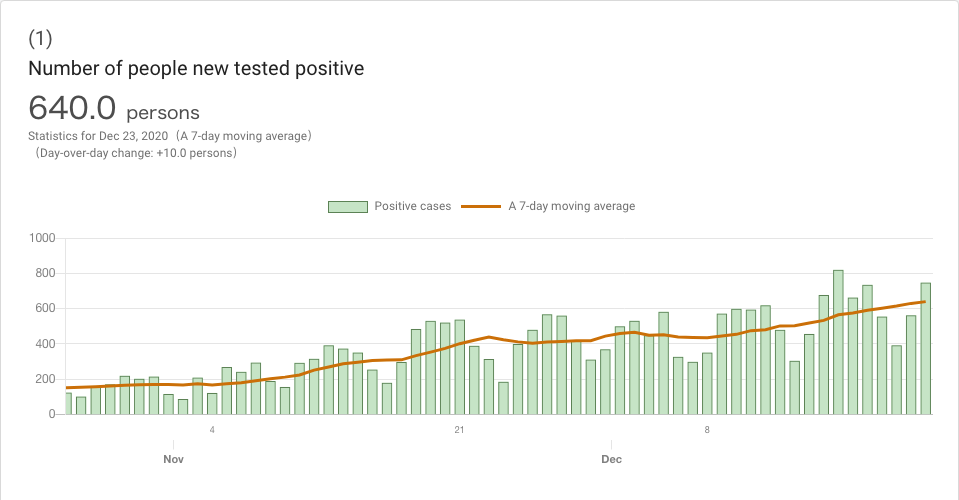 (1)
Number of people new tested positive
640.0 persons
Statistics for Dec 23, 2020（A 7-day moving average）
（Day-over-day change: +10.0 persons）
Positive cases A 7-day moving average
1000
800
600
400
200
0
4 21 8
Nov Dec